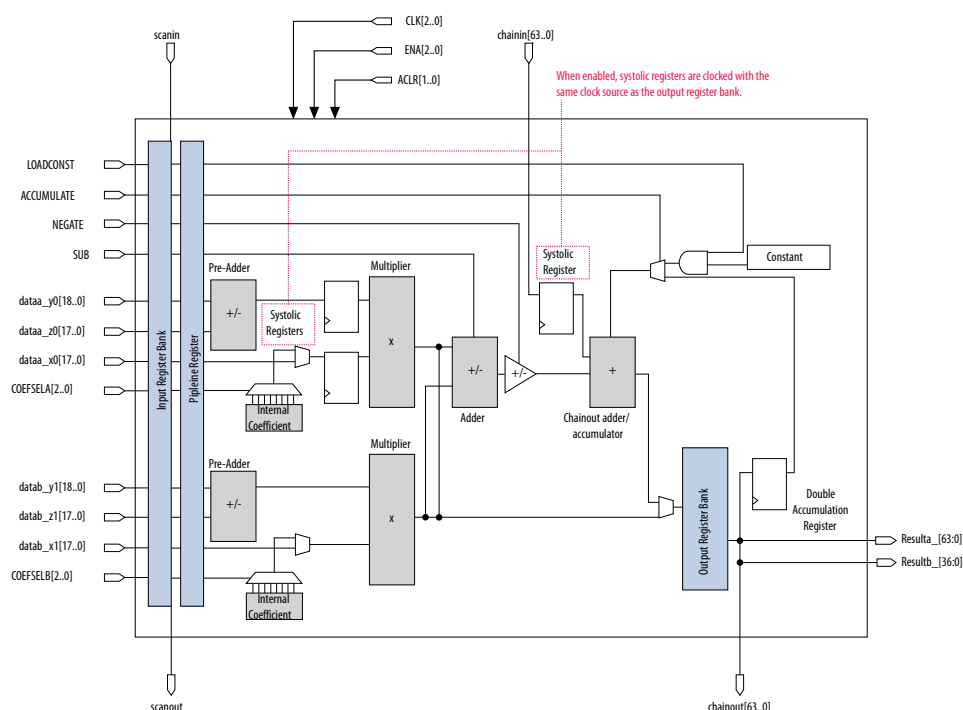 CLK[2..0]
scanin
chainin[63..0]
ENA[2..0]
ACLR[1..0]
When enabled, systolic registers are clocked with the
same clock source as the output register bank.
LOADCONST
ACCUMULATE
NEGATE
SUB
dataa_y0[18..0]
dataa_z0[17..0]
dataa_x0[17..0]
COEFSELA[2..0]
datab_y1[18..0]
datab_z1[17..0]
datab_x1[17..0]
COEFSELB[2..0]
Input Register Bank
Pipleine Register
Pre-Adder
+/-
Systolic
Registers
Internal
Coefficient
Multiplier
x
Pre-Adder
+/-
Internal
Coefficient
Multiplier
x
+/-
Adder
+/-
Systolic
Register
+
Chainout adder/
accumulator
Constant
Output Register Bank
Double
Accumulation
Register
Resulta_[63:0]
Resultb_[36:0]
scanout
chainout[63..0]